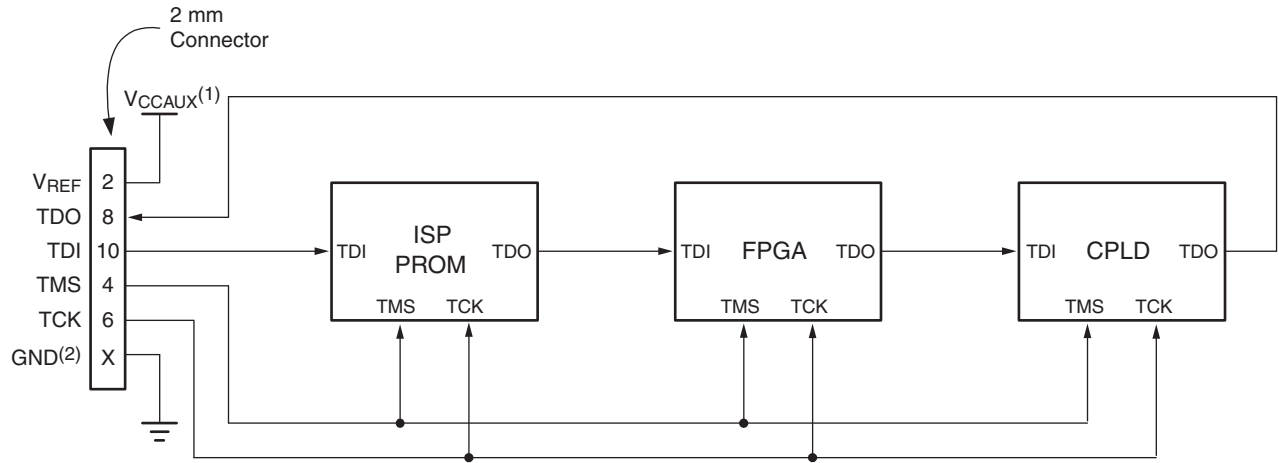 2 mm
Connector
VCCAUX(1)
VREF 2
TDO 8
TDI 10
TMS 4
TCK 6
GND(2) X
TDI ISP PROM TDO
TMS TCK
TDI FPGA TDO
TMS TCK
TDI CPLD TDO
TMS TCK